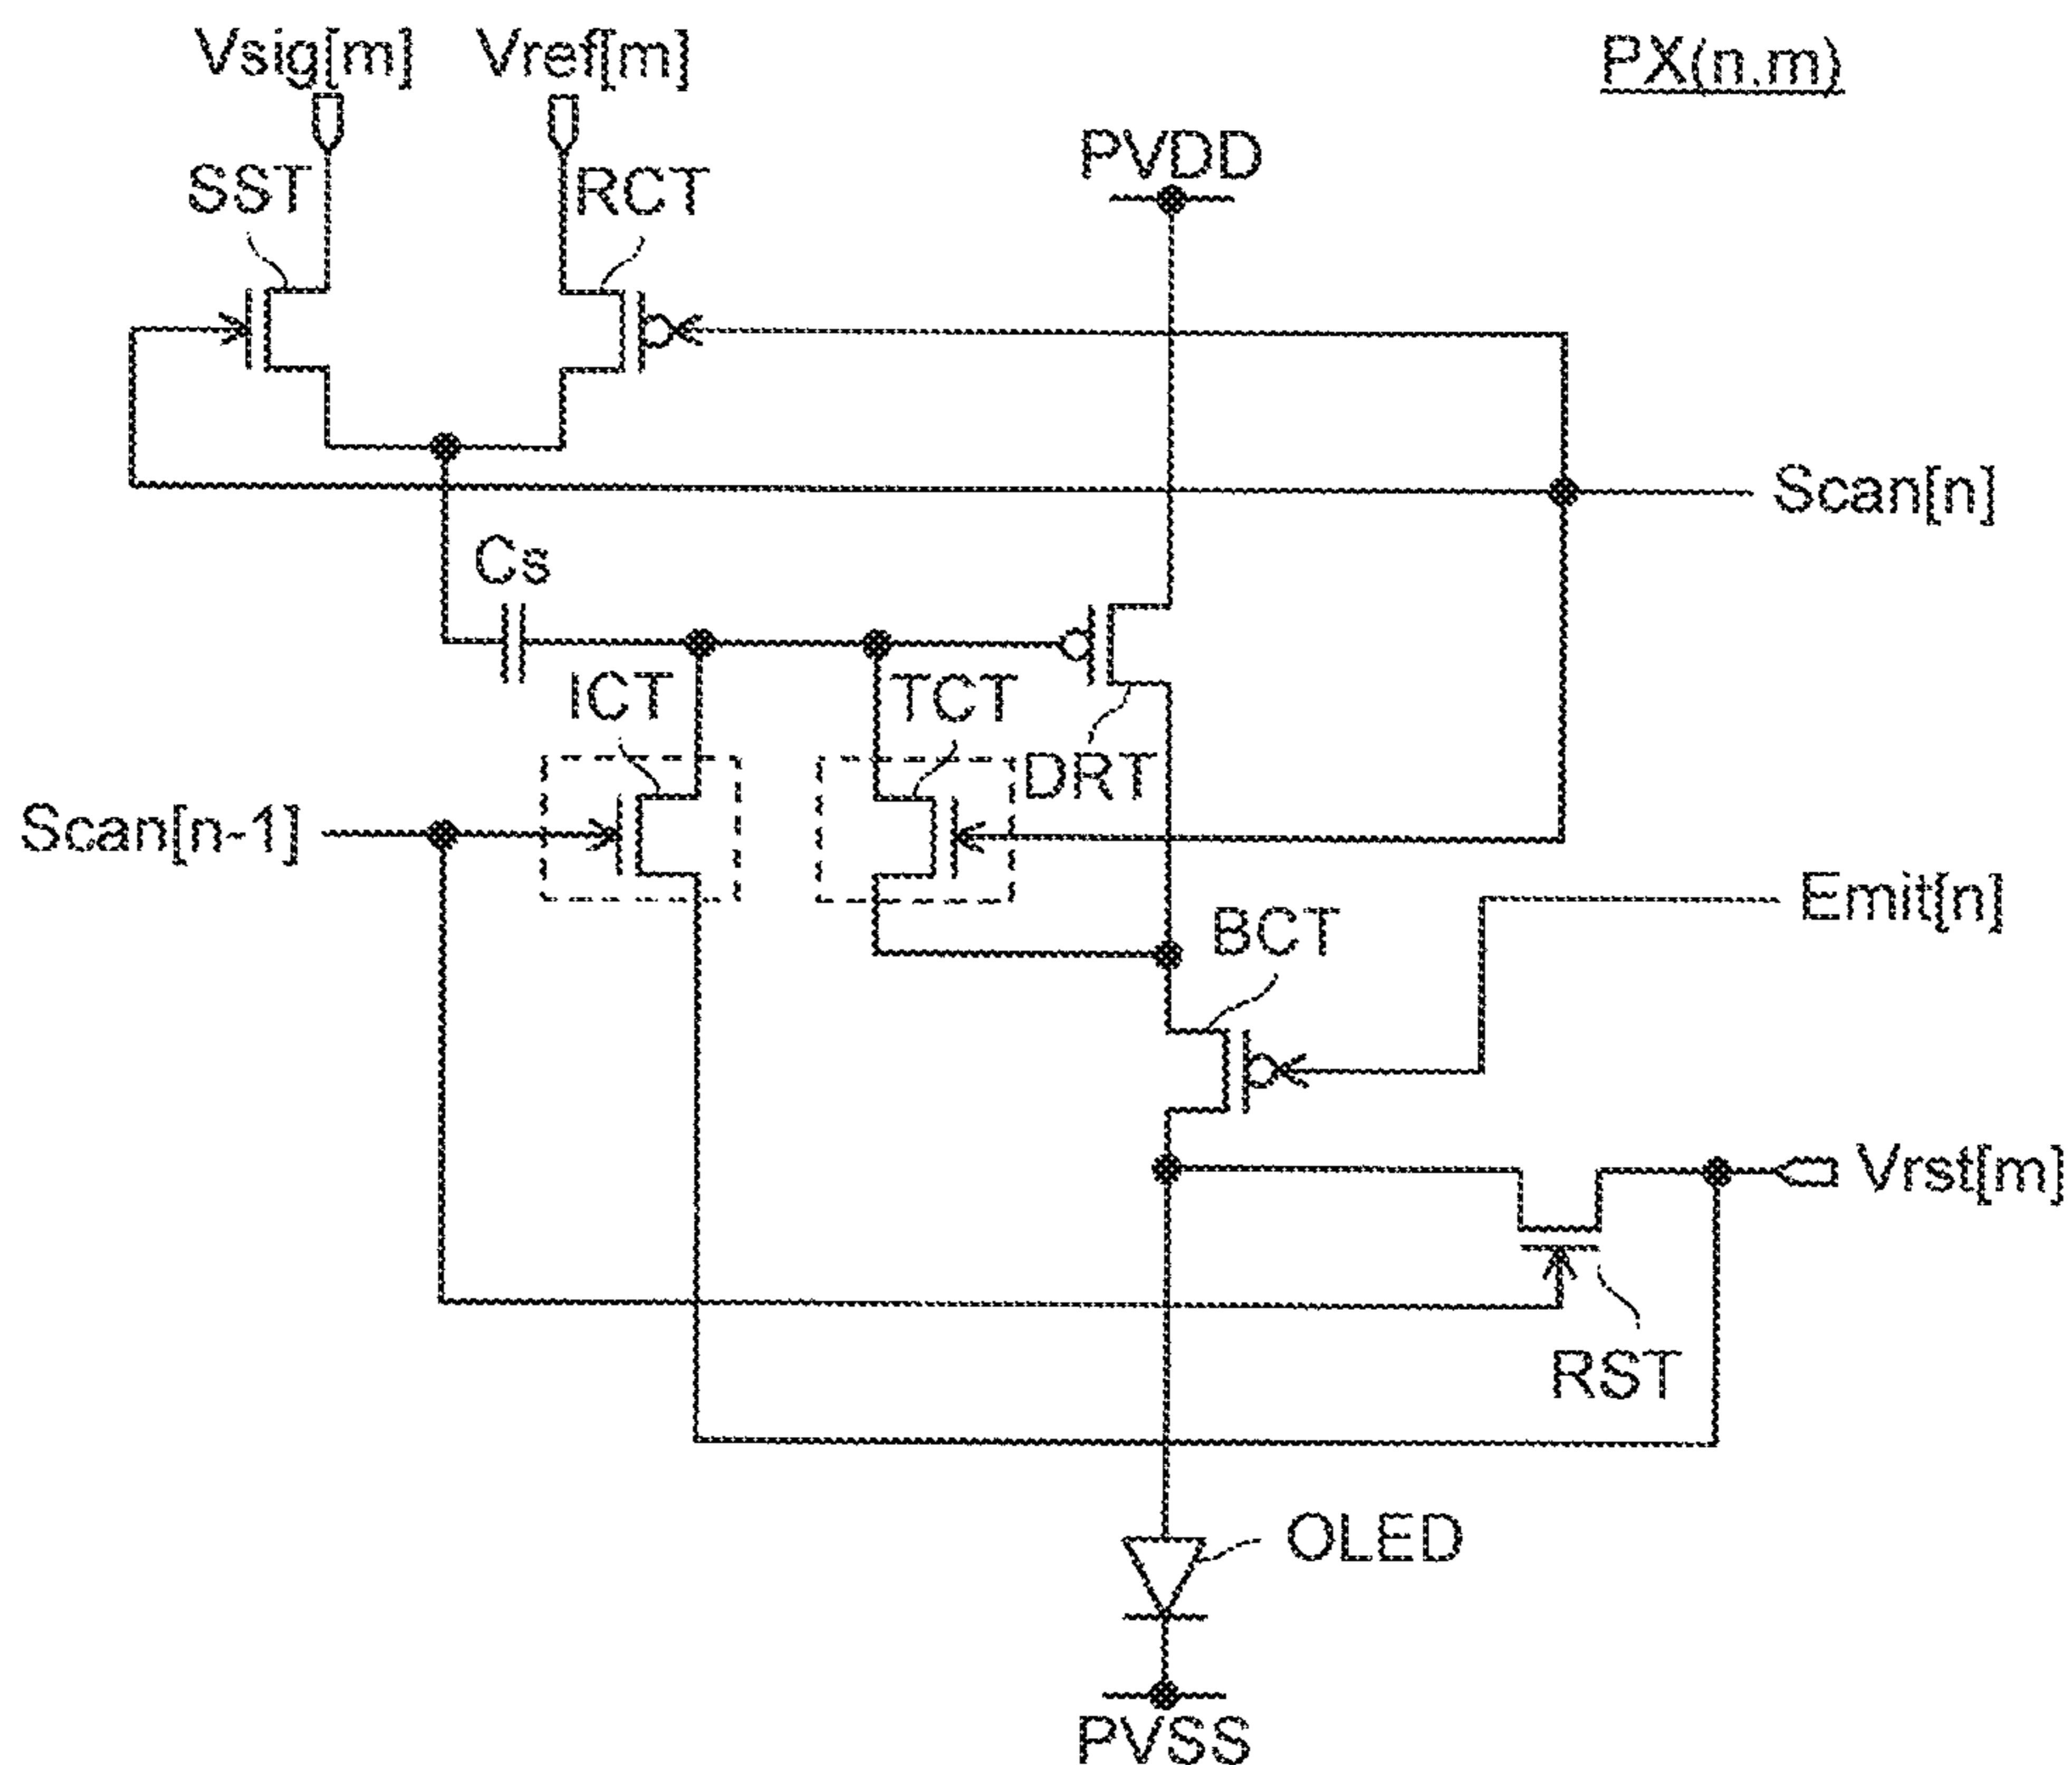 Vsig[m]
Vref[m]
PX(n,m)
PVDD
SST
RCT
Scan[n]
Cs
ICT
TCT
DRT
Scan[n-1]
Emit[n]
BCT
Vrst[m]
RST
OLED
PVSS